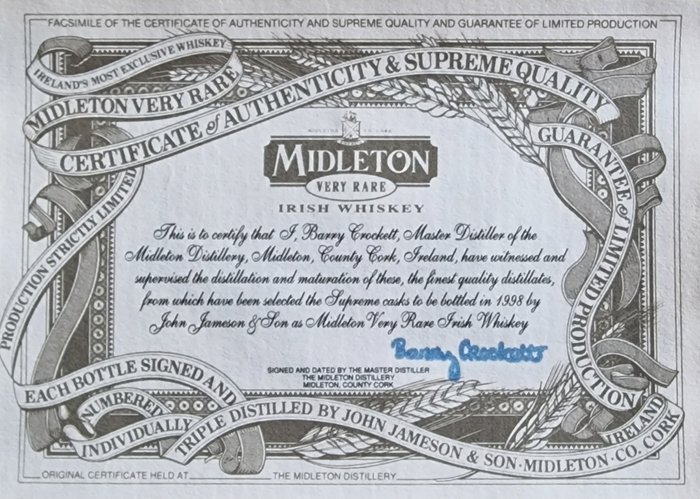 FACSIMILE OF THE CERTIFICATE OF AUTHENTICITY AND SUPREME QUALITY AND GUARANTEE OF LIMITED PRODUCTION
IRELAND'S MOST EXCLUSIVE WHISKEY
MIDLETON VERY RARE
CERTIFICATE of AUTHENTICITY & SUPREME QUALITY
GUARANTEE of LIMITED PRODUCTION
PRODUCTION STRICTLY LIMITED
MIDLETON
VERY RARE
IRISH WHISKEY
This is to certify that I, Barry Crockett, Master Distiller of the
Midleton Distillery, Midleton, County Cork, Ireland, have witnessed and
supervised the distillation and maturation of these, the finest quality distillates,
from which have been selected the Supreme casks to be bottled in 1998 by
John Jameson & Son as Midleton Very Rare Irish Whiskey
Barry Crockett
SIGNED AND DATED BY THE MASTER DISTILLER
THE MIDLETON DISTILLERY
MIDLETON, COUNTY CORK
EACH BOTTLE SIGNED AND
NUMBERED
INDIVIDUALLY
TRIPLE DISTILLED BY JOHN JAMESON & SON · MIDLETON · CO. CORK
IRELAND
ORIGINAL CERTIFICATE HELD AT THE MIDLETON DISTILLERY